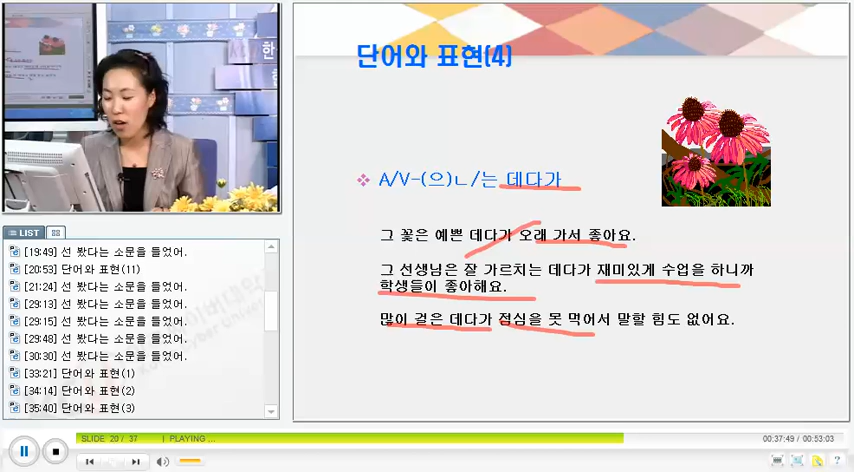 단어와 표현(4)
❖ A/V-(으)ㄴ/는 데다가
그 꽃은 예쁜 데다가 오래 가서 좋아요.
그 선생님은 잘 가르치는 데다가 재미있게 수업을 하니까
학생들이 좋아해요.
많이 걸은 데다가 점심을 못 먹어서 말할 힘도 없어요.
LIST
[19:49] 선 봤다는 소문을 들었어.
[20:53] 단어와 표현(11)
[21:24] 선 봤다는 소문을 들었어.
[29:13] 선 봤다는 소문을 들었어.
[29:15] 선 봤다는 소문을 들었어.
[29:48] 선 봤다는 소문을 들었어.
[30:30] 선 봤다는 소문을 들었어.
[33:21] 단어와 표현(1)
[34:14] 단어와 표현(2)
[35:40] 단어와 표현(3)
SLIDE 20 / 37 | PLAYING ...
00:37:49 / 00:53:03